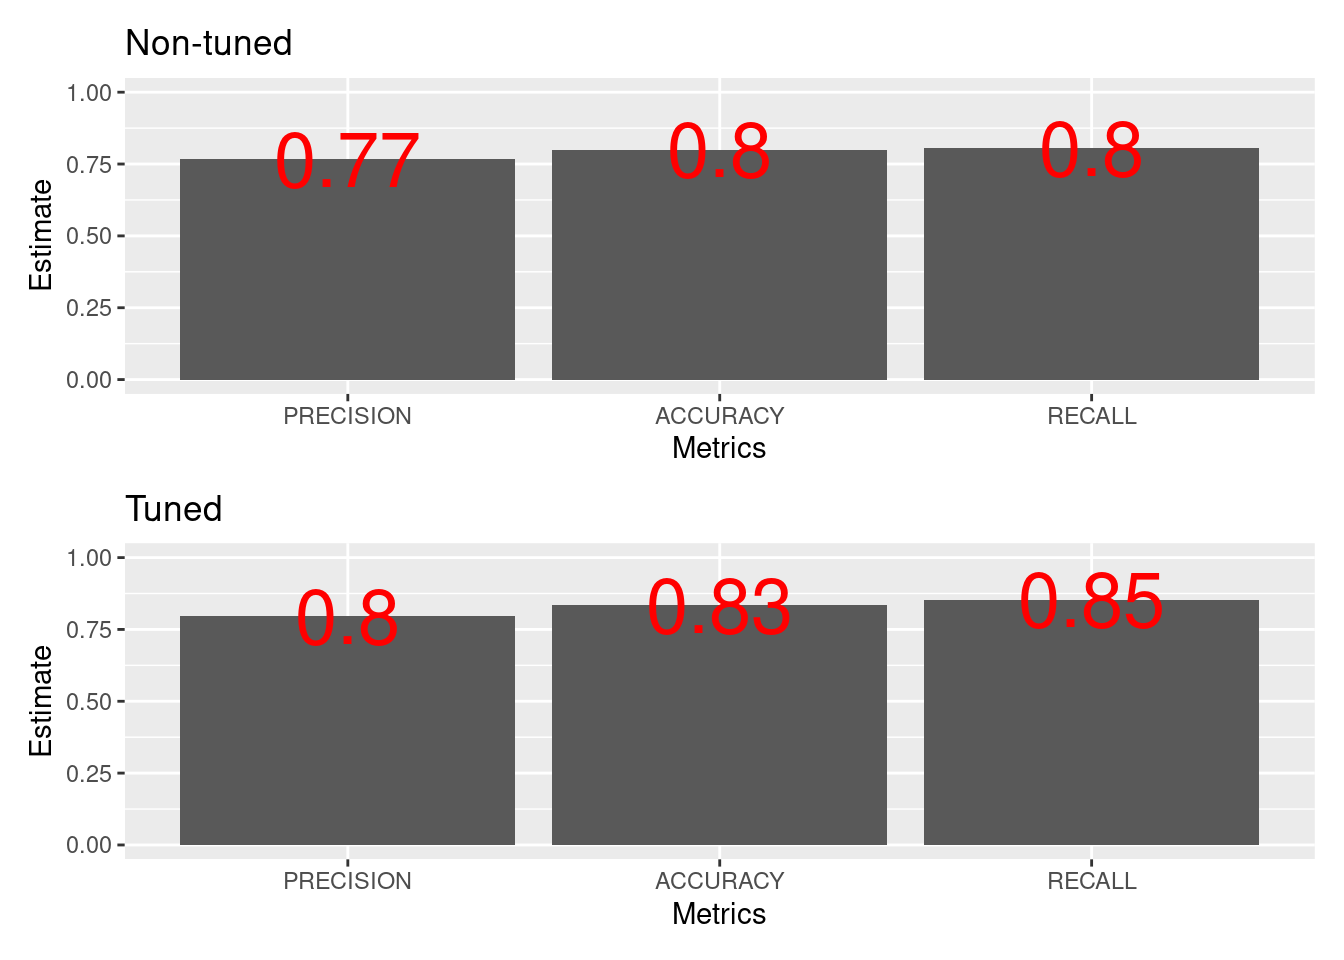 Non-tuned
1.00
0.75
0.50
0.25
0.00
Estimate
0.77
0.8
0.8
PRECISION ACCURACY RECALL
Metrics
Tuned
1.00
0.75
0.50
0.25
0.00
Estimate
0.8
0.83
0.85
PRECISION ACCURACY RECALL
Metrics